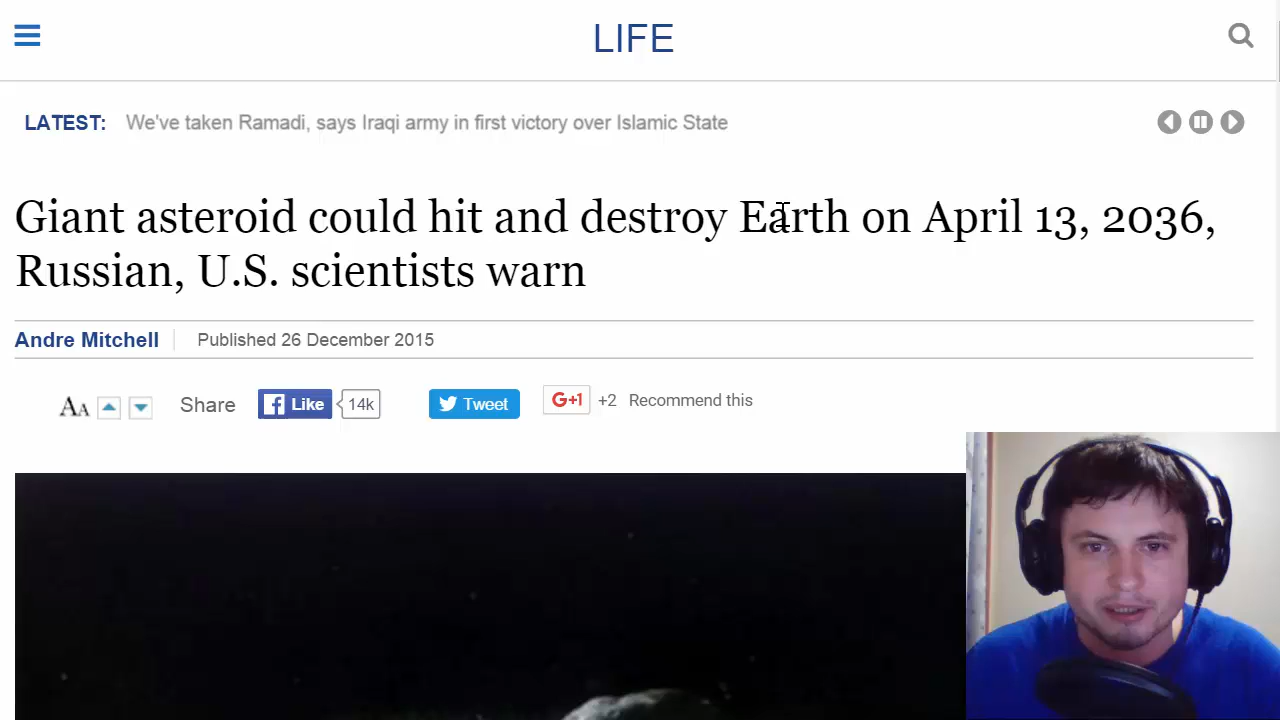 LIFE
LATEST: We've taken Ramadi, says Iraqi army in first victory over Islamic State
Giant asteroid could hit and destroy Earth on April 13, 2036,
Russian, U.S. scientists warn
Andre Mitchell Published 26 December 2015
AA Share Like 14k Tweet G+1 +2 Recommend this